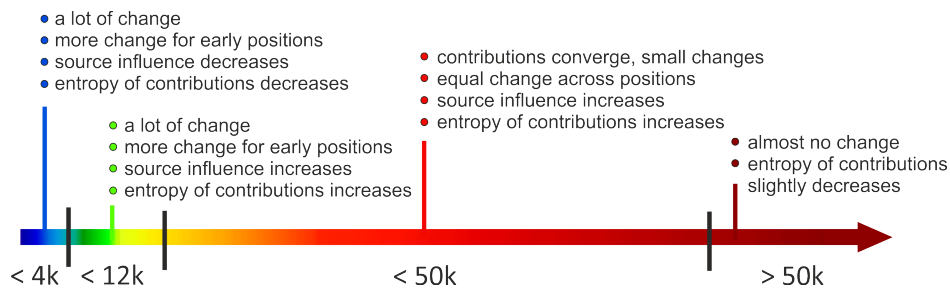 a lot of change
more change for early positions
source influence decreases
entropy of contributions decreases
a lot of change
more change for early positions
source influence increases
entropy of contributions increases
contributions converge, small changes
equal change across positions
source influence increases
entropy of contributions increases
almost no change
entropy of contributions
slightly decreases
< 4k
< 12k
< 50k
> 50k